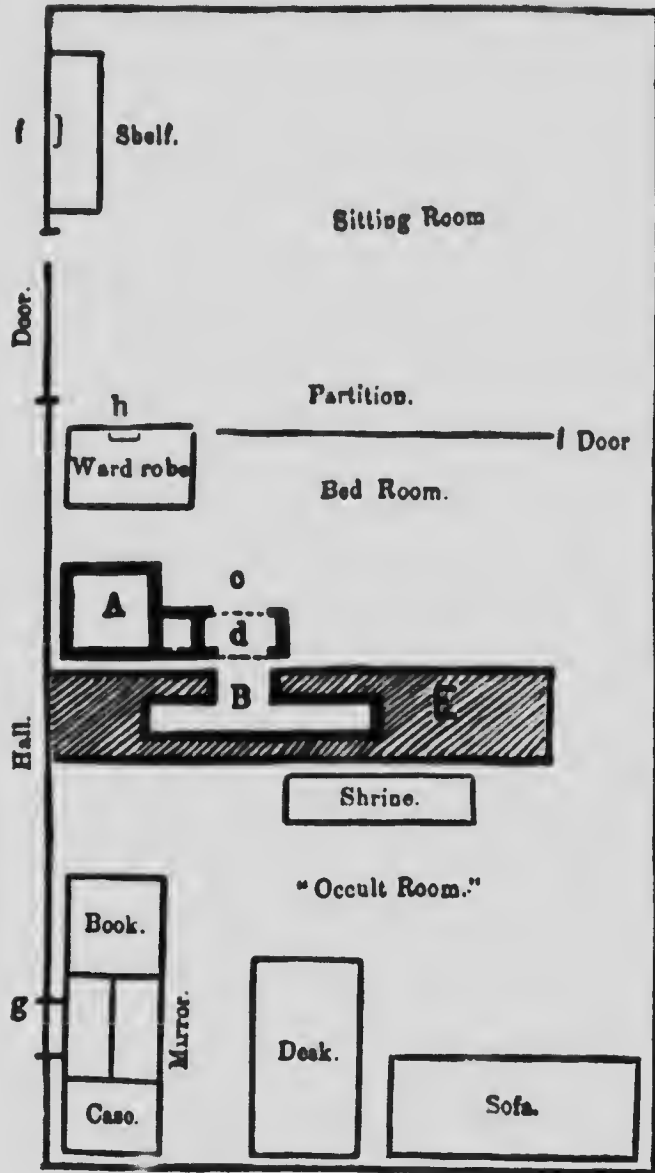 f
Shelf.
Sitting Room
Door.
Partition.
h
Door
Ward robe
Bed Room.
A
c
d
B
E
Hall.
Shrine.
"Occult Room."
Book.
g
Mirror.
Desk.
Case.
Sofa.